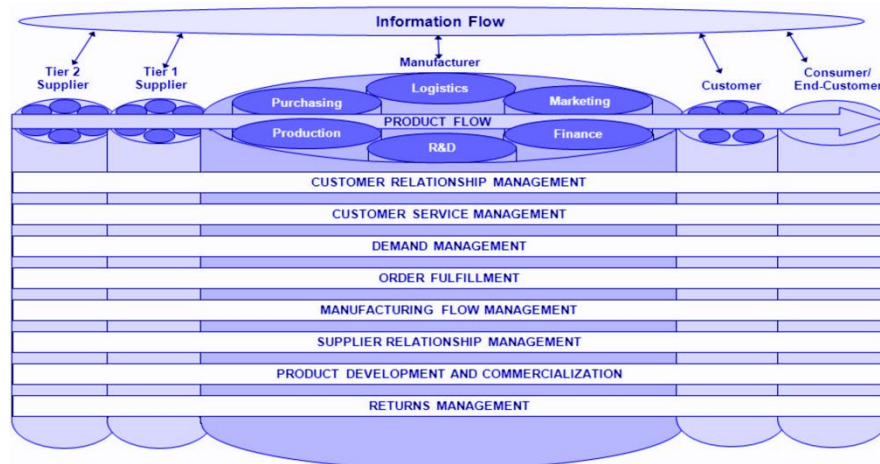 Information Flow
Tier 2
Supplier
Tier 1
Supplier
Manufacturer
Customer
Consumer/
End-Customer
Logistics
Purchasing
Marketing
PRODUCT FLOW
Production
Finance
R&D
CUSTOMER RELATIONSHIP MANAGEMENT
CUSTOMER SERVICE MANAGEMENT
DEMAND MANAGEMENT
ORDER FULFILLMENT
MANUFACTURING FLOW MANAGEMENT
SUPPLIER RELATIONSHIP MANAGEMENT
PRODUCT DEVELOPMENT AND COMMERCIALIZATION
RETURNS MANAGEMENT